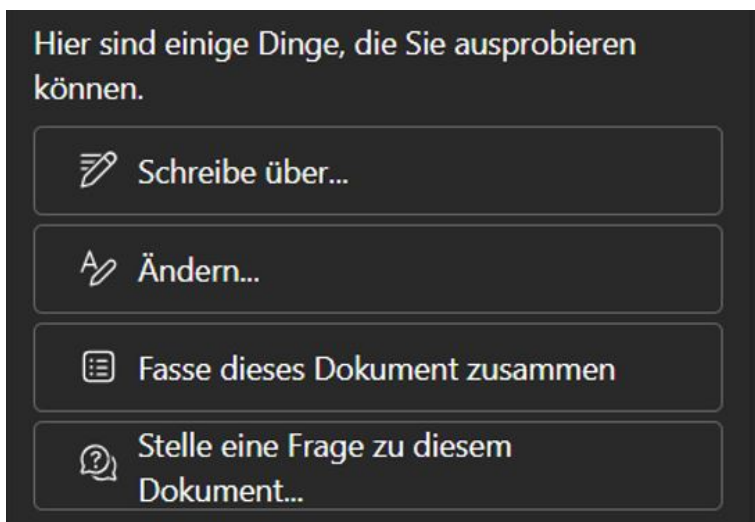 Hier sind einige Dinge, die Sie ausprobieren
können.
Schreibe über...
Ändern...
Fasse dieses Dokument zusammen
Stelle eine Frage zu diesem
Dokument...